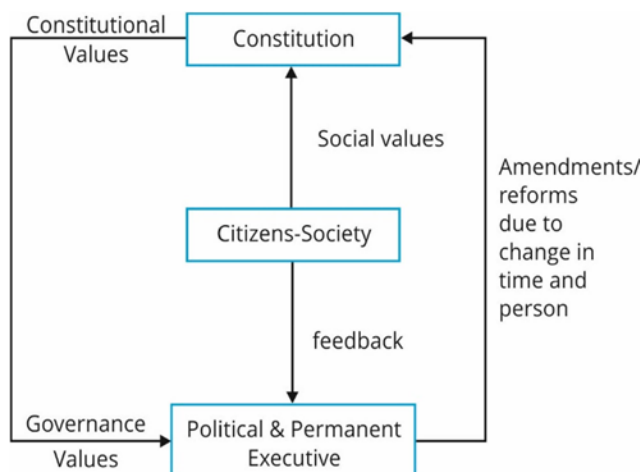 Constitutional
Values
Constitution
Social values
Amendments/
reforms
due to
change in
time and
person
Citizens-Society
feedback
Governance
Values
Political & Permanent
Executive